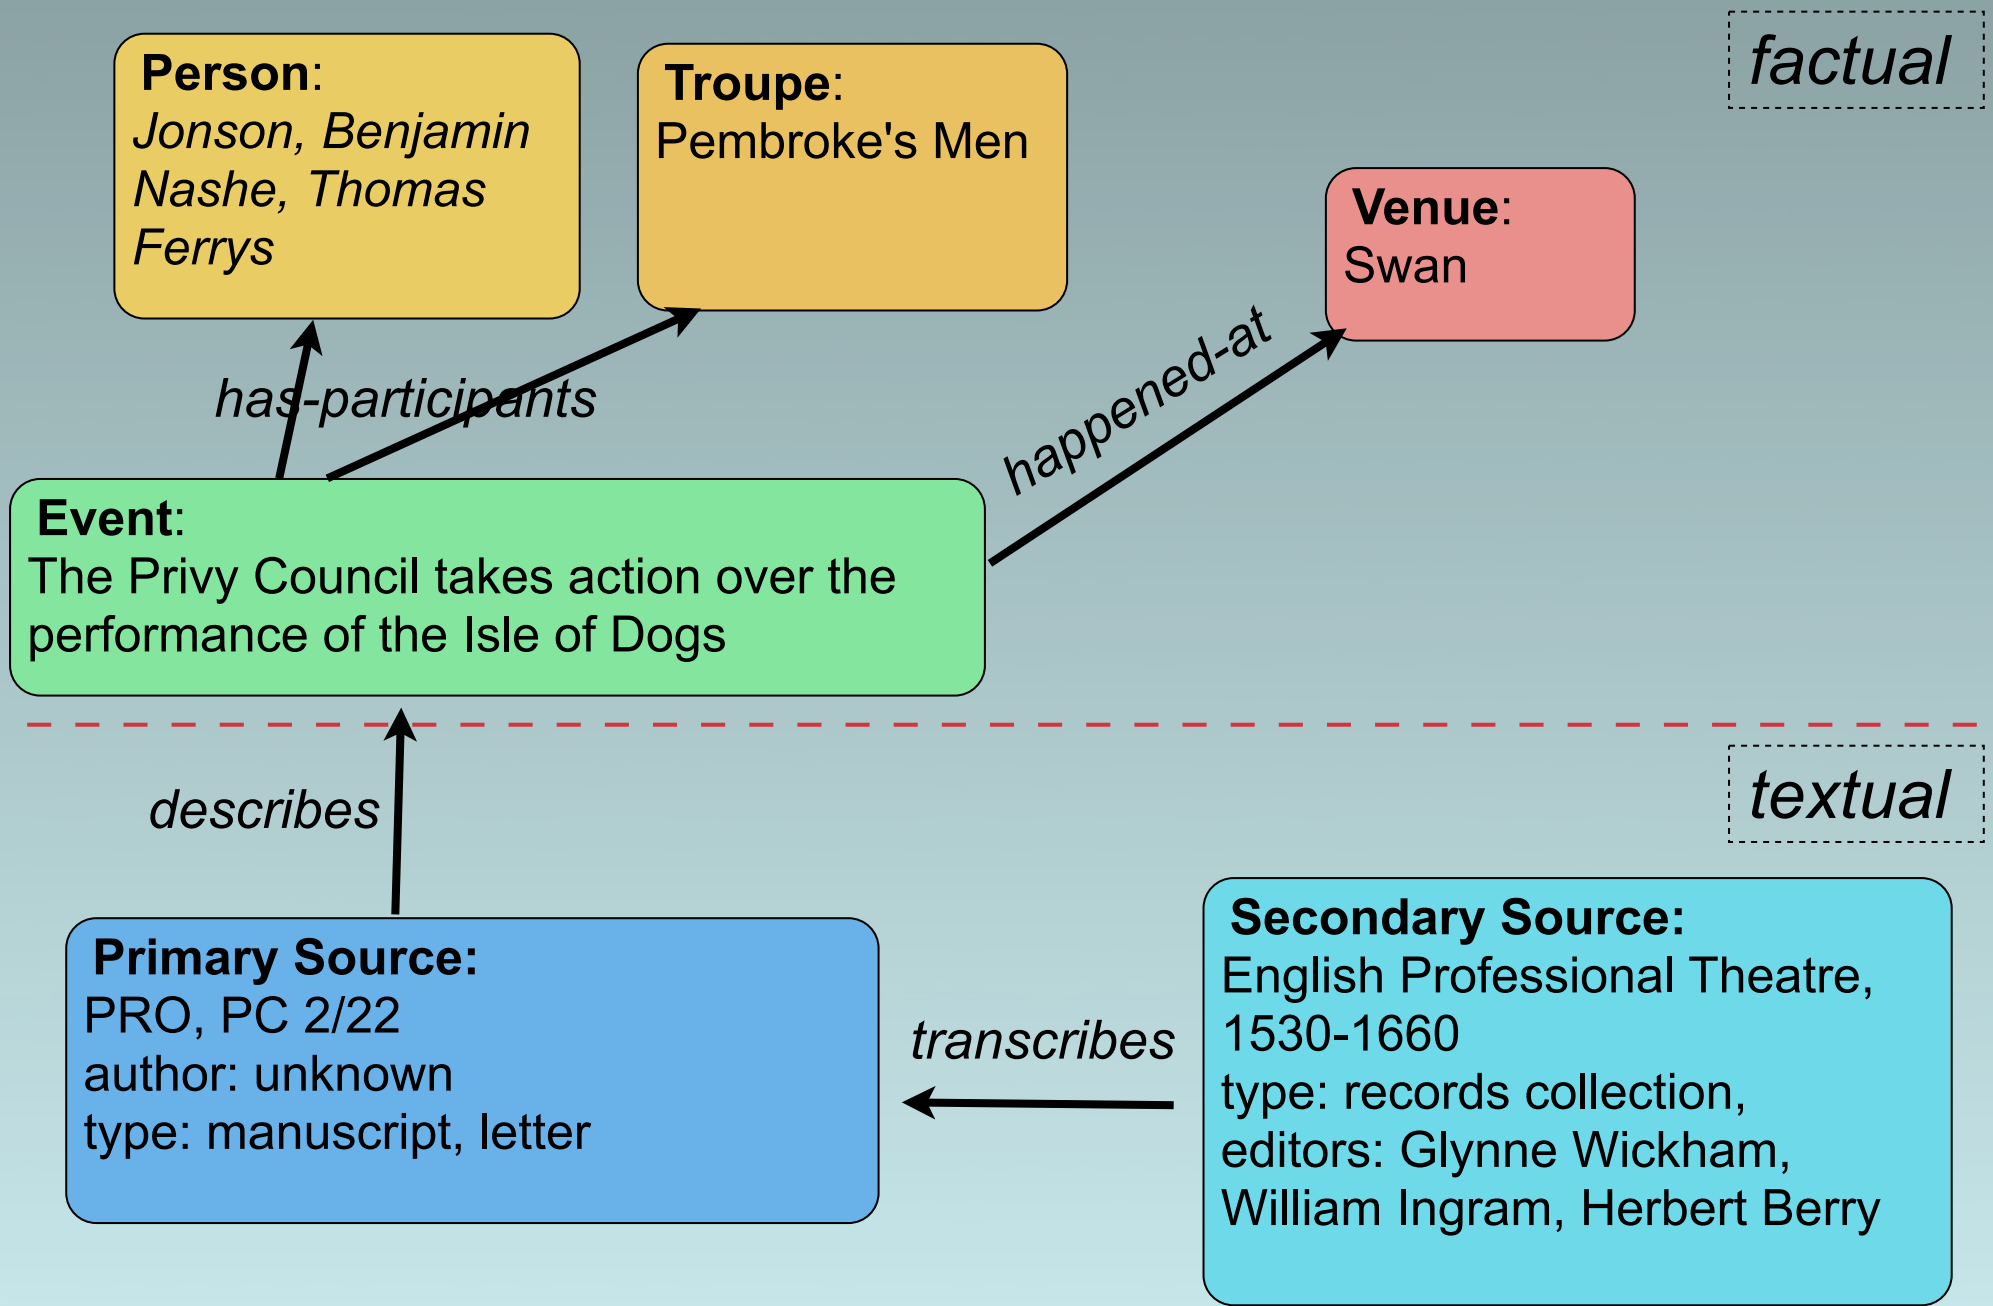 factual
Person:
Jonson, Benjamin
Nashe, Thomas
Ferrys
Troupe:
Pembroke's Men
Venue:
Swan
has-participants
happened-at
Event:
The Privy Council takes action over the
performance of the Isle of Dogs
textual
describes
Primary Source:
PRO, PC 2/22
author: unknown
type: manuscript, letter
transcribes
Secondary Source:
English Professional Theatre,
1530-1660
type: records collection,
editors: Glynne Wickham,
William Ingram, Herbert Berry